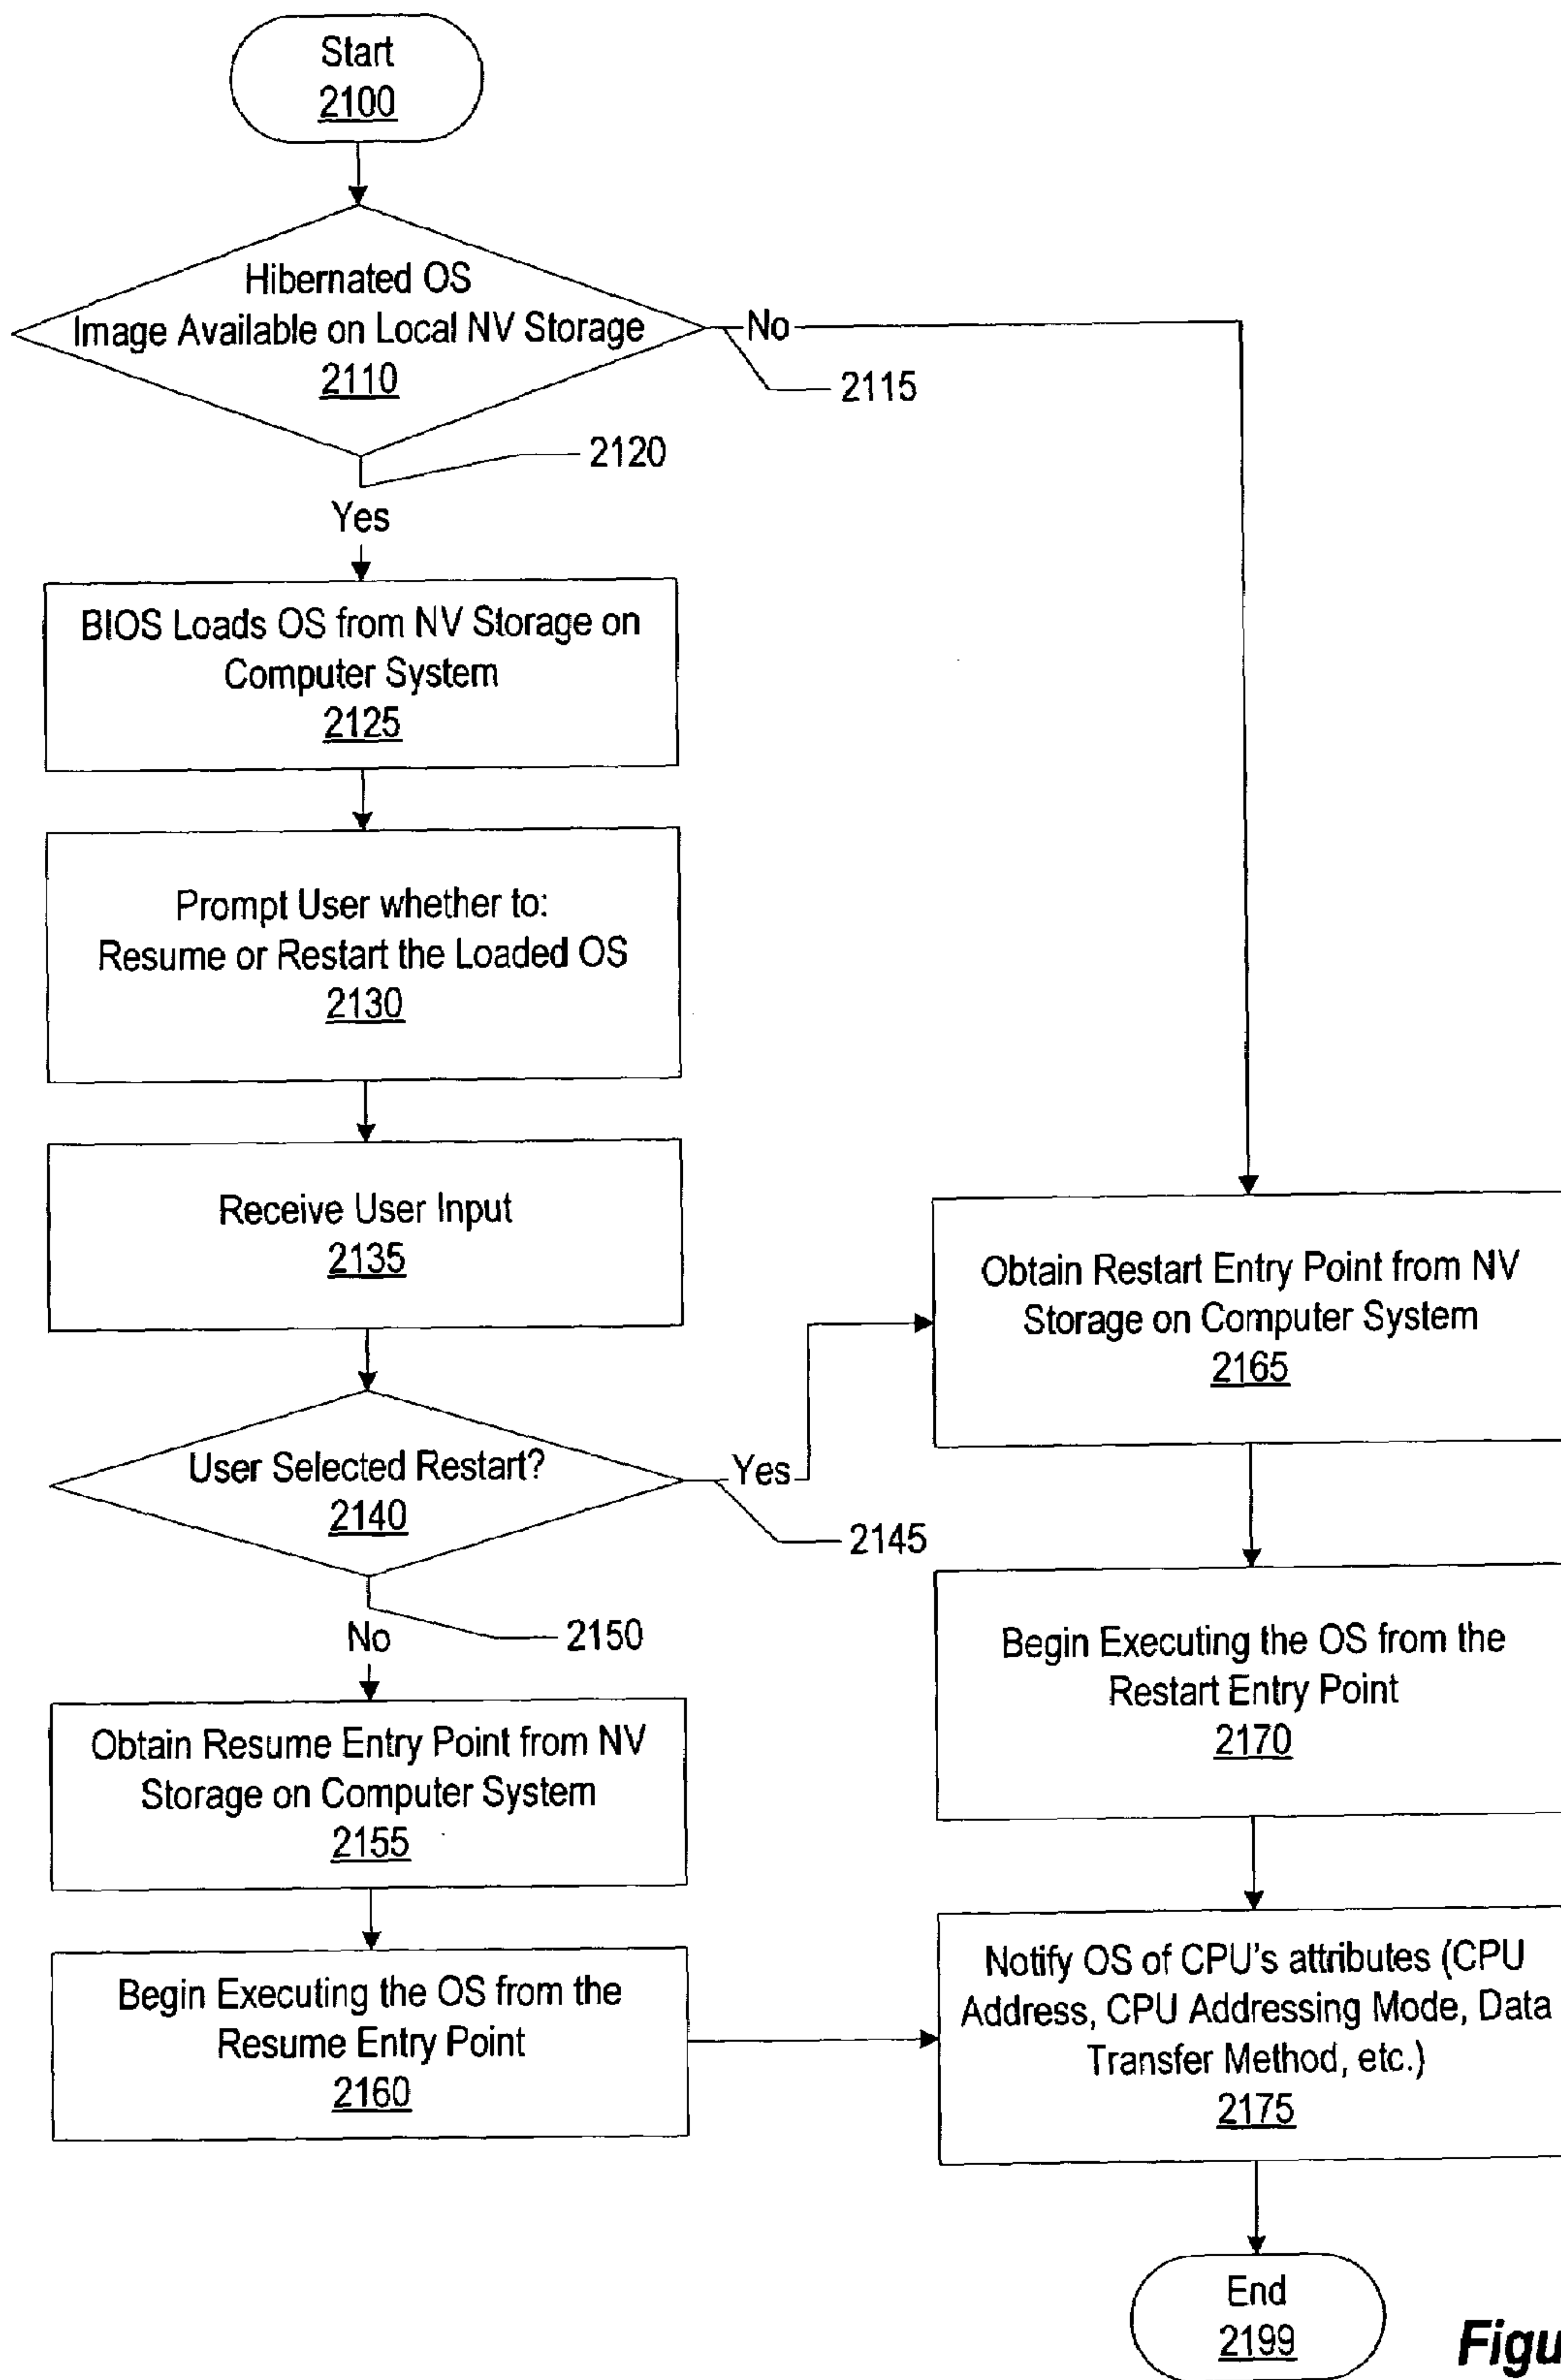 Start
2100
Hibernated OS
Image Available on Local NV Storage
2110
No
2115
2120
Yes
BIOS Loads OS from NV Storage on
Computer System
2125
Prompt User whether to:
Resume or Restart the Loaded OS
2130
Receive User Input
2135
User Selected Restart?
2140
Yes
2145
2150
No
Obtain Resume Entry Point from NV
Storage on Computer System
2155
Begin Executing the OS from the
Resume Entry Point
2160
Obtain Restart Entry Point from NV
Storage on Computer System
2165
Begin Executing the OS from the
Restart Entry Point
2170
Notify OS of CPU's attributes (CPU
Address, CPU Addressing Mode, Data
Transfer Method, etc.)
2175
End
2199
Figu